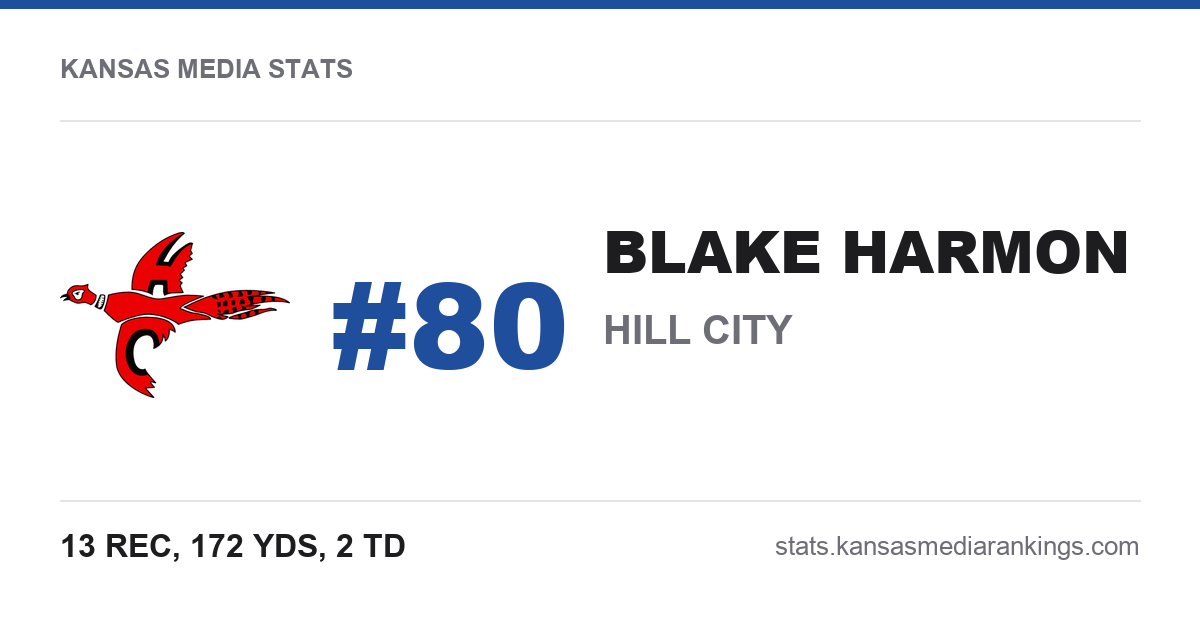 KANSAS MEDIA STATS
H
C
#80
BLAKE HARMON
HILL CITY
13 REC, 172 YDS, 2 TD
stats.kansasmediarankings.com